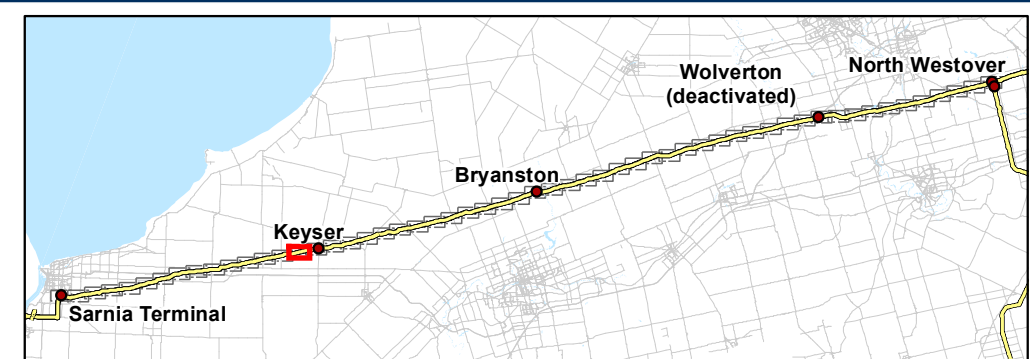 North Westover
Wolverton
(deactivated)
Bryanston
Keyser
Sarnia Terminal